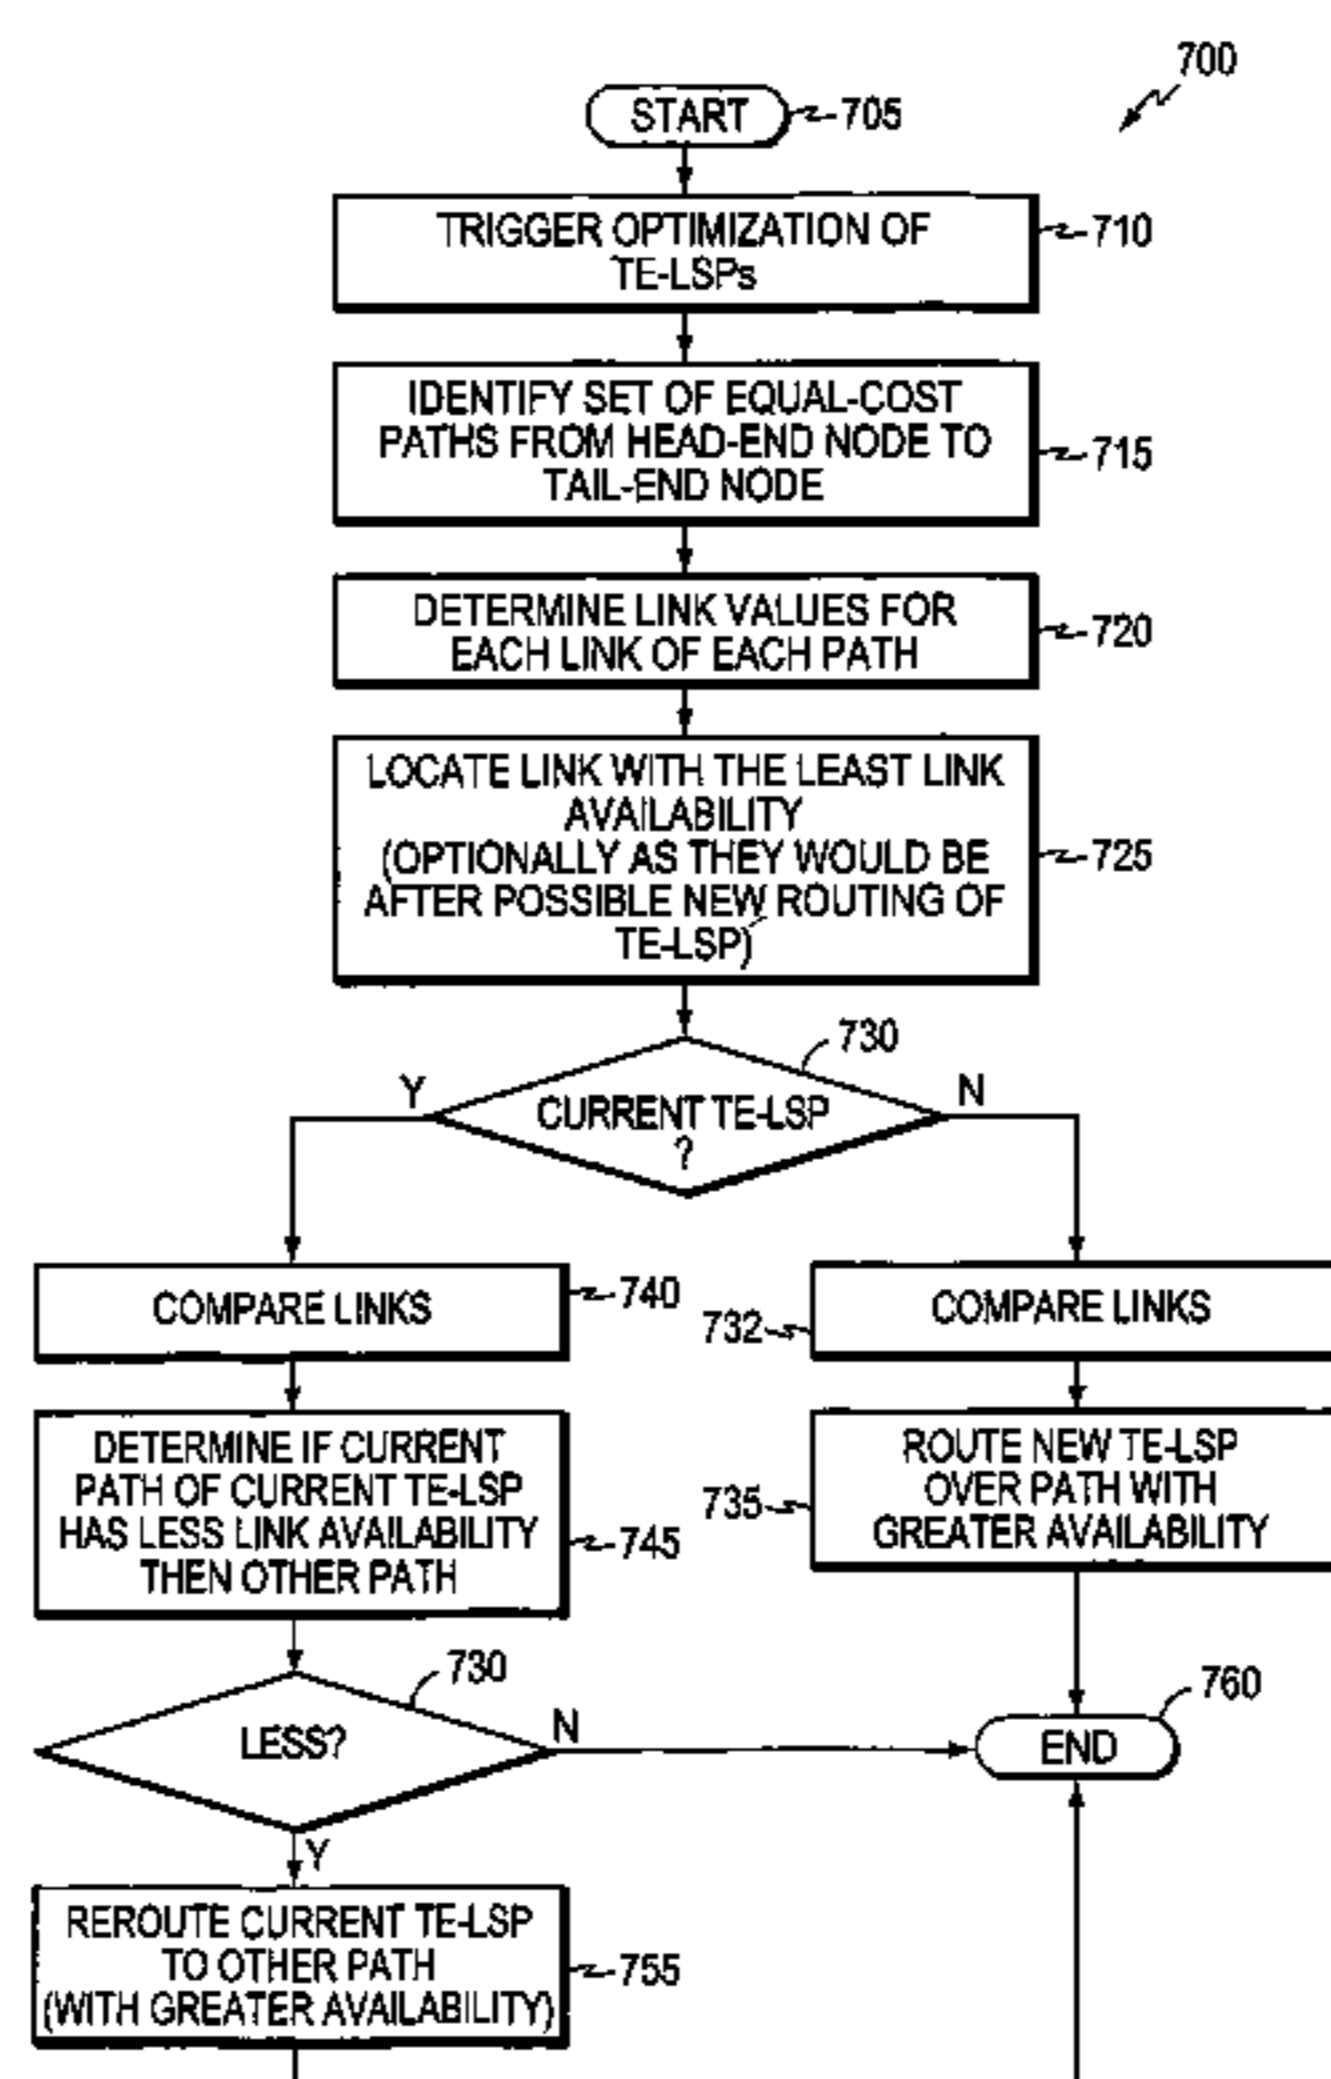 700
START
705
TRIGGER OPTIMIZATION OF
TE-LSPs
710
IDENTIFY SET OF EQUAL-COST
PATHS FROM HEAD-END NODE TO
TAIL-END NODE
715
DETERMINE LINK VALUES FOR
EACH LINK OF EACH PATH
720
LOCATE LINK WITH THE LEAST LINK
AVAILABILITY
(OPTIONALLY AS THEY WOULD BE
AFTER POSSIBLE NEW ROUTING OF
TE-LSP)
725
730
Y
CURRENT TE-LSP
?
N
COMPARE LINKS
740
732
COMPARE LINKS
DETERMINE IF CURRENT
PATH OF CURRENT TE-LSP
HAS LESS LINK AVAILABILITY
THEN OTHER PATH
745
735
ROUTE NEW TE-LSP
OVER PATH WITH
GREATER AVAILABILITY
730
LESS?
N
Y
760
END
REROUTE CURRENT TE-LSP
TO OTHER PATH
(WITH GREATER AVAILABILITY)
755